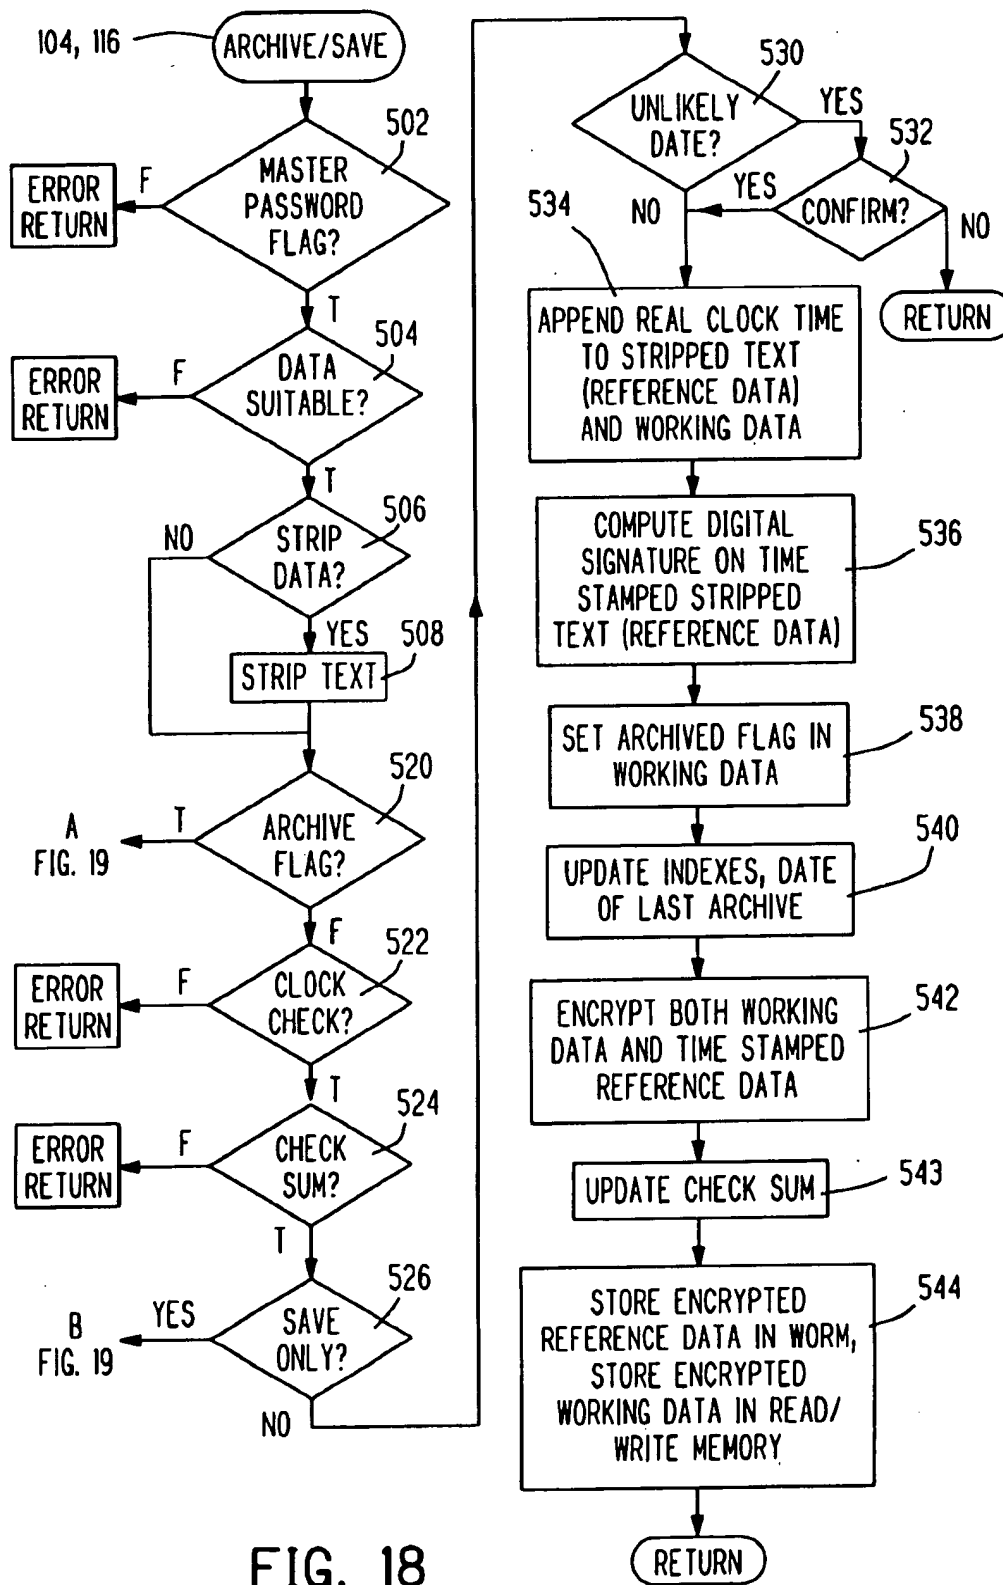 104, 116
ARCHIVE/SAVE
502
MASTER
PASSWORD
FLAG?
F
ERROR
RETURN
T
504
DATA
SUITABLE?
F
ERROR
RETURN
T
506
STRIP
DATA?
NO
YES
508
STRIP TEXT
520
ARCHIVE
FLAG?
T
A
FIG. 19
F
522
CLOCK
CHECK?
F
ERROR
RETURN
T
524
CHECK
SUM?
F
ERROR
RETURN
T
526
SAVE
ONLY?
YES
B
FIG. 19
NO
530
UNLIKELY
DATE?
YES
532
CONFIRM?
YES
NO
NO
RETURN
534
APPEND REAL CLOCK TIME
TO STRIPPED TEXT
(REFERENCE DATA)
AND WORKING DATA
536
COMPUTE DIGITAL
SIGNATURE ON TIME
STAMPED STRIPPED
TEXT (REFERENCE DATA)
538
SET ARCHIVED FLAG IN
WORKING DATA
540
UPDATE INDEXES, DATE
OF LAST ARCHIVE
542
ENCRYPT BOTH WORKING
DATA AND TIME STAMPED
REFERENCE DATA
543
UPDATE CHECK SUM
544
STORE ENCRYPTED
REFERENCE DATA IN WORM,
STORE ENCRYPTED
WORKING DATA IN READ/
WRITE MEMORY
RETURN
FIG. 18